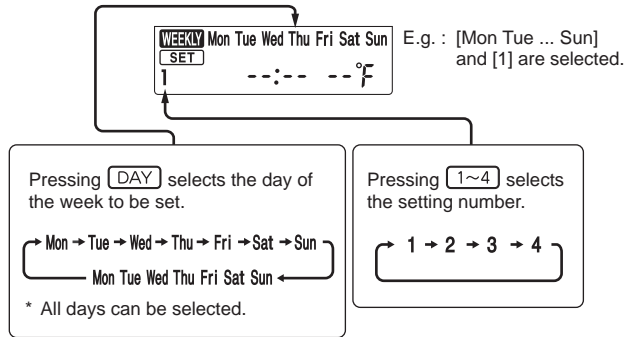 WEEKLY Mon Tue Wed Thu Fri Sat Sun
SET
1 --:-- --°F
E.g. : [Mon Tue ... Sun]
and [1] are selected.
Pressing DAY selects the day of
the week to be set.
Mon → Tue → Wed → Thu → Fri → Sat → Sun
Mon Tue Wed Thu Fri Sat Sun
* All days can be selected.
Pressing 1~4 selects
the setting number.
1 → 2 → 3 → 4